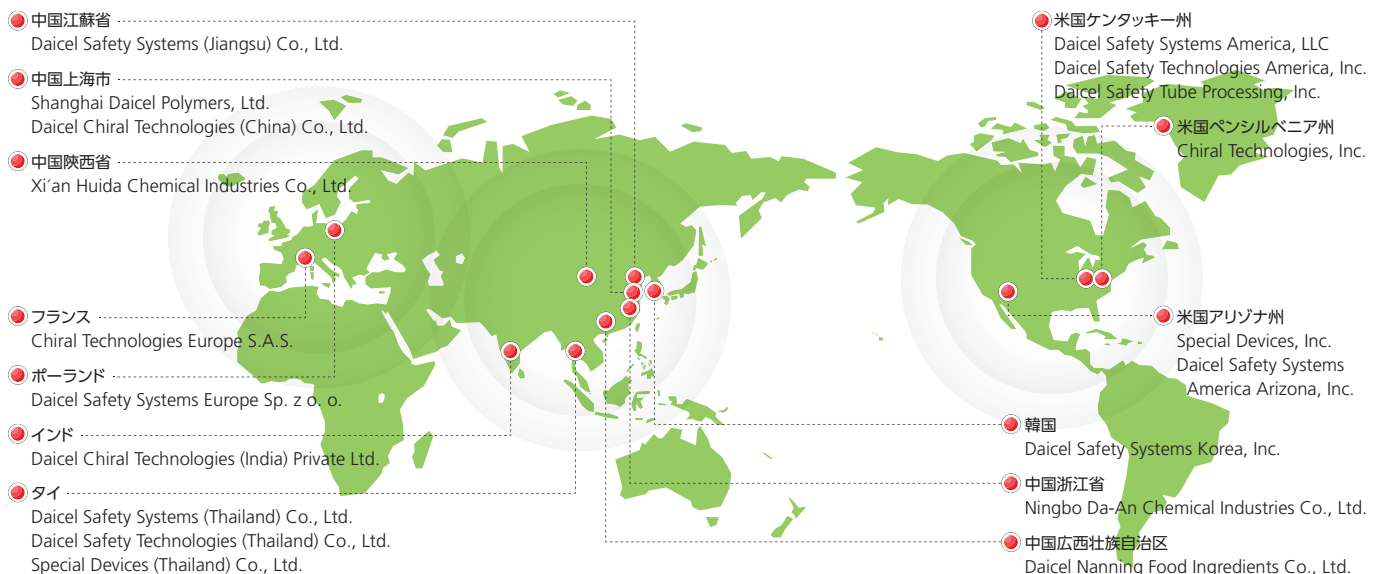 中国江蘇省
Daicel Safety Systems (Jiangsu) Co., Ltd.
中国上海市
Shanghai Daicel Polymers, Ltd.
Daicel Chiral Technologies (China) Co., Ltd.
中国陝西省
Xi’an Huida Chemical Industries Co., Ltd.
フランス
Chiral Technologies Europe S.A.S.
ポーランド
Daicel Safety Systems Europe Sp. z o. o.
インド
Daicel Chiral Technologies (India) Private Ltd.
タイ
Daicel Safety Systems (Thailand) Co., Ltd.
Daicel Safety Technologies (Thailand) Co., Ltd.
Special Devices (Thailand) Co., Ltd.
米国ケンタッキー州
Daicel Safety Systems America, LLC
Daicel Safety Technologies America, Inc.
Daicel Safety Tube Processing, Inc.
米国ペンシルベニア州
Chiral Technologies, Inc.
米国アリゾナ州
Special Devices, Inc.
Daicel Safety Systems
America Arizona, Inc.
韓国
Daicel Safety Systems Korea, Inc.
中国浙江省
Ningbo Da-An Chemical Industries Co., Ltd.
中国広西壮族自治区
Daicel Nanning Food Ingredients Co., Ltd.